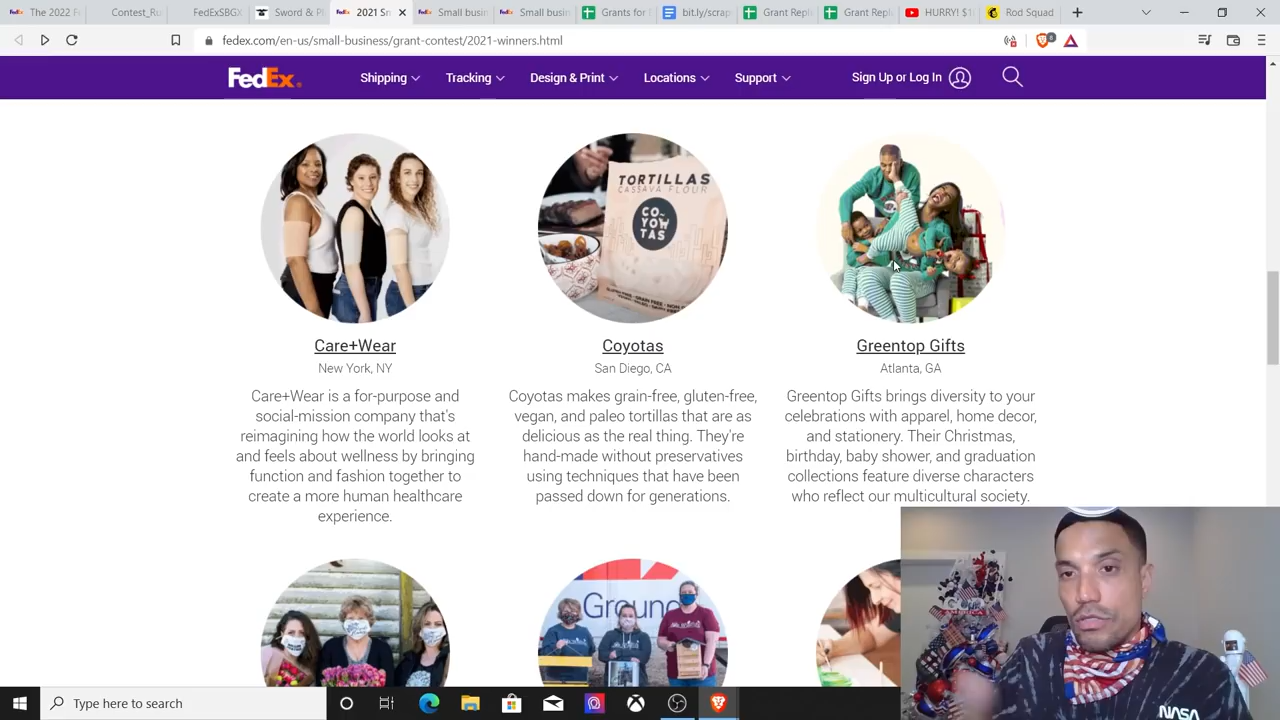 The 2022 F
Contest_Ru
FedExSBGX
Sword & Pl
2021 Sn
Small busin
Small busi
Grants for
bit.ly/scrap
Grant Reple
Grant Reple
HURRY! $1
Rod Squad
fedex.com/en-us/small-business/grant-contest/2021-winners.html
FedEx
Shipping
Tracking
Design & Print
Locations
Support
Sign Up or Log In
TORTILLAS
CASSAVA FLOUR
CO
YOH
TAS
Care+Wear
Coyotas
Greentop Gifts
New York, NY
San Diego, CA
Atlanta, GA
Care+Wear is a for-purpose and
social-mission company that's
reimagining how the world looks at
and feels about wellness by bringing
function and fashion together to
create a more human healthcare
experience.
Coyotas makes grain-free, gluten-free,
vegan, and paleo tortillas that are as
delicious as the real thing. They're
hand-made without preservatives
using techniques that have been
passed down for generations.
Greentop Gifts brings diversity to your
celebrations with apparel, home decor,
and stationery. Their Christmas,
birthday, baby shower, and graduation
collections feature diverse characters
who reflect our multicultural society.
Ground
NASA
Type here to search